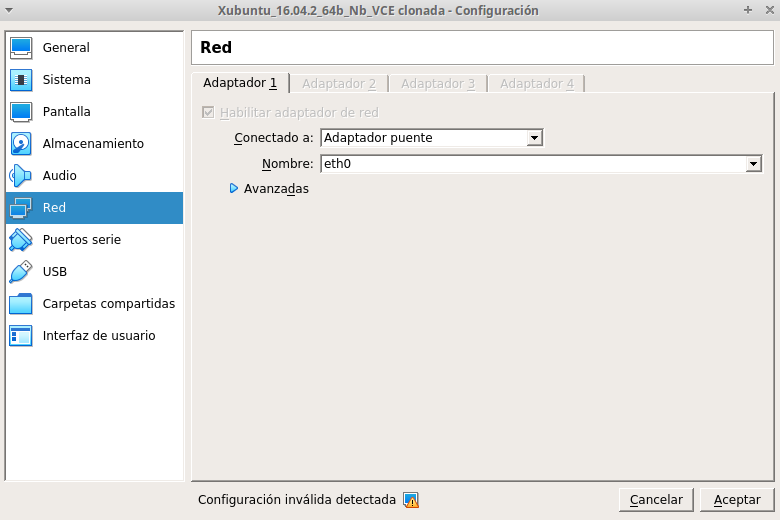 Xubuntu_16.04.2_64b_Nb_VCE clonada - Configuración
General
Sistema
Pantalla
Almacenamiento
Audio
Red
Puertos serie
USB
Carpetas compartidas
Interfaz de usuario
Red
Adaptador 1 Adaptador 2 Adaptador 3 Adaptador 4
Habilitar adaptador de red
Conectado a: Adaptador puente
Nombre: eth0
Avanzadas
Configuración inválida detectada
Cancelar Aceptar